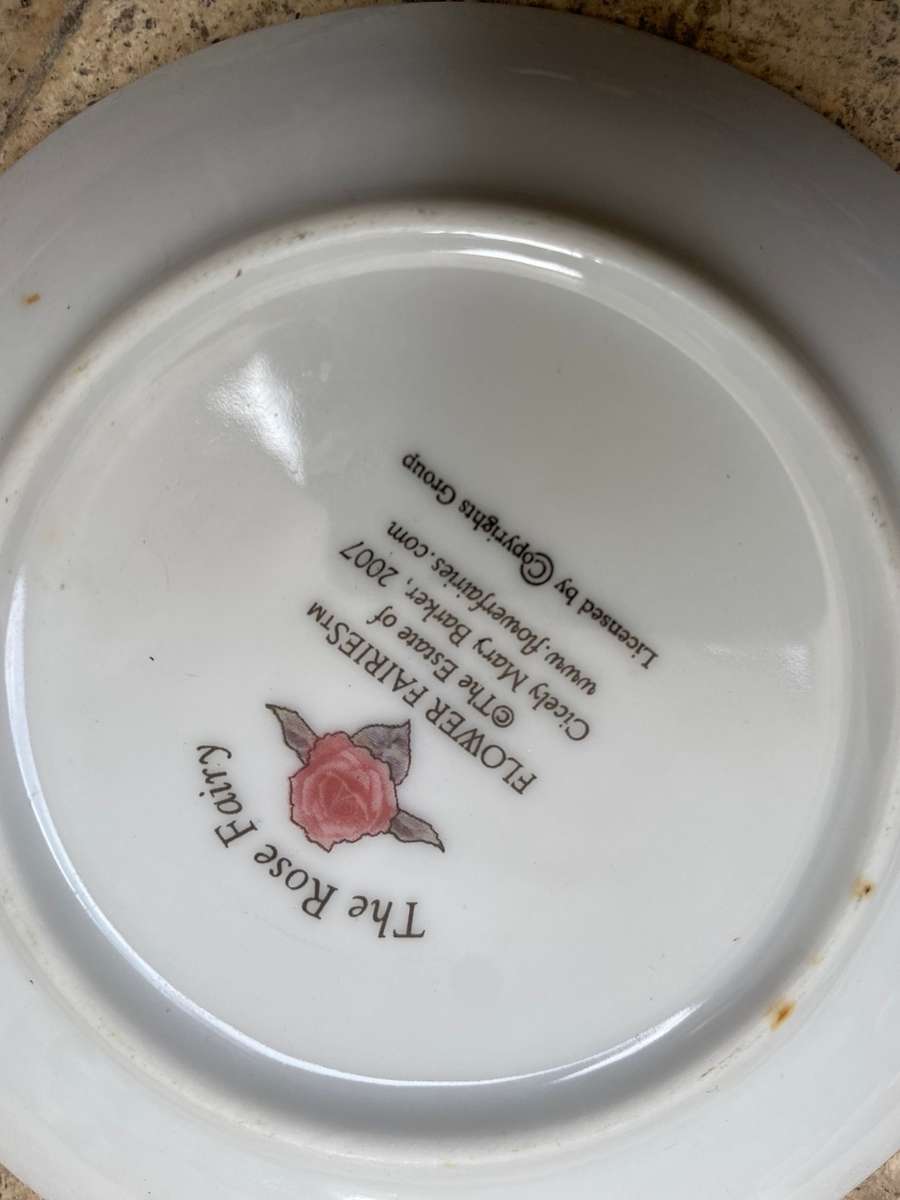 The Rose Fairy
FLOWER FAIRIES™
©The Estate of
Cicely Mary Barker, 2007
www.flowerfairies.com
Licensed by Copyrights Group